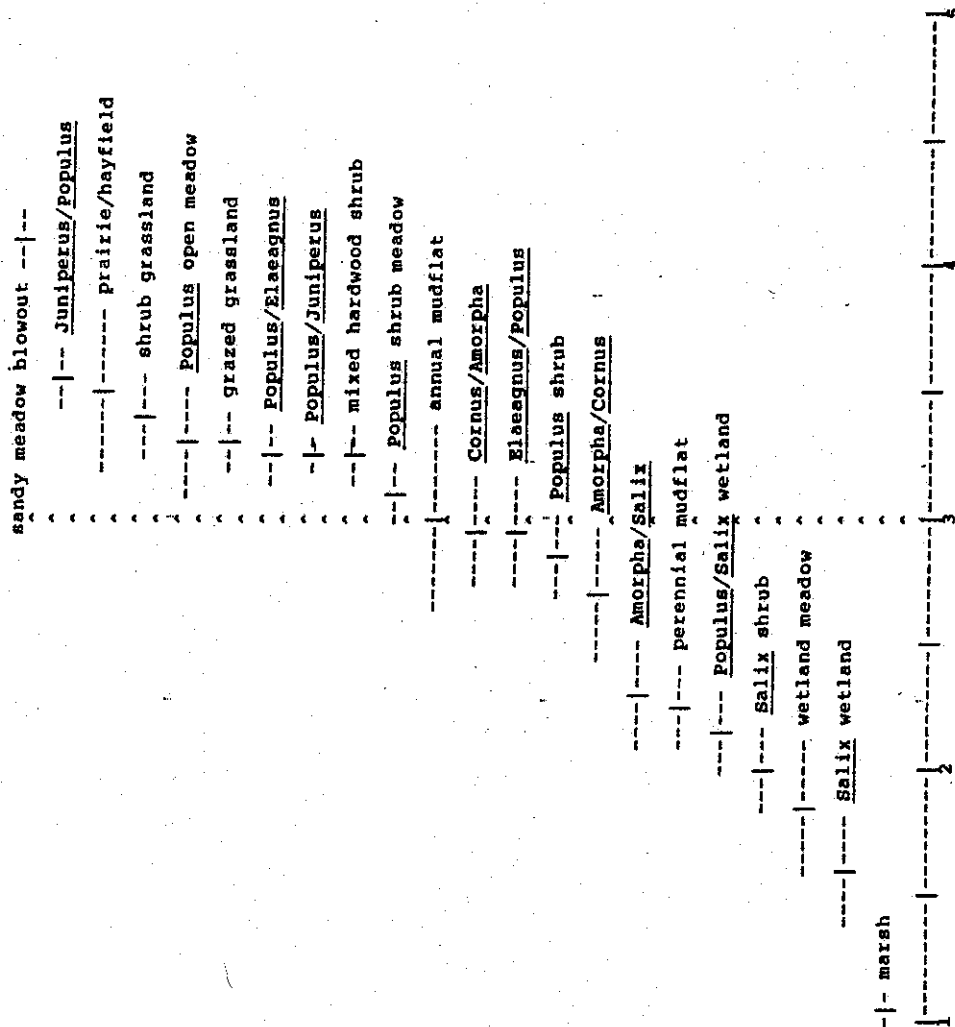 sandy meadow blowout --|--
--|-- Juniperus/Populus
------|------ prairie/hayfield
---|--- shrub grassland
----|---- Populus open meadow
--|-- grazed grassland
--|-- Populus/Elaeagnus
-|- Populus/Juniperus
--|-- mixed hardwood shrub
--|-- Populus shrub meadow
-------|------- annual mudflat
----|---- Cornus/Amorpha
----|---- Elaeagnus/Populus
---|--- Populus shrub
-----|----- Amorpha/Cornus
----|---- Amorpha/Salix
---|--- perennial mudflat
---|--- Populus/Salix wetland
---|--- Salix shrub
-----|----- wetland meadow
----|---- Salix wetland
-|- marsh
1 2 3 4